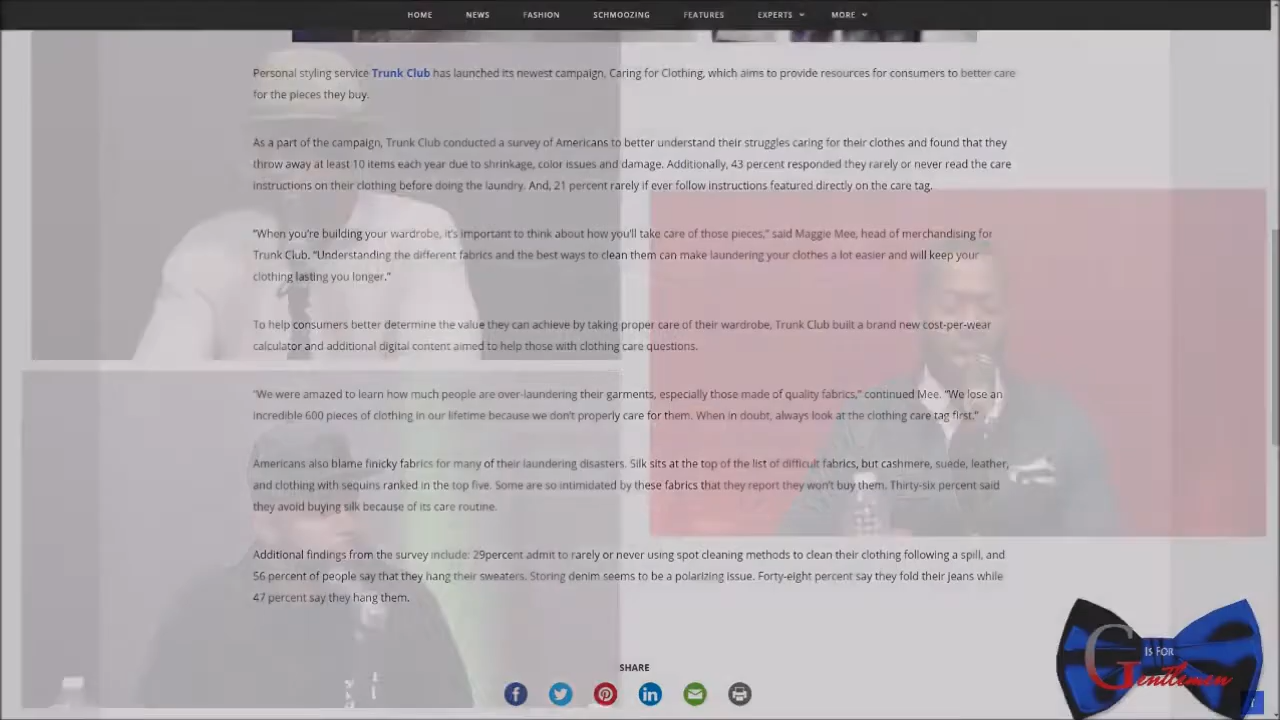 HOME NEWS FASHION SCHMOOZING FEATURES EXPERTS MORE
Personal styling service Trunk Club has launched its newest campaign, Caring for Clothing, which aims to provide resources for consumers to better care
for the pieces they buy.
As a part of the campaign, Trunk Club conducted a survey of Americans to better understand their struggles caring for their clothes and found that they
throw away at least 10 items each year due to shrinkage, color issues and damage. Additionally, 43 percent responded they rarely or never read the care
instructions on their clothing before doing the laundry. And, 21 percent rarely if ever follow instructions featured directly on the care tag.
"When you're building your wardrobe, it's important to think about how you'll take care of those pieces," said Maggie Mee, head of merchandising for
Trunk Club. "Understanding the different fabrics and the best ways to clean them can make laundering your clothes a lot easier and will keep your
clothing lasting you longer."
To help consumers better determine the value they can achieve by taking proper care of their wardrobe, Trunk Club built a brand new cost-per-wear
calculator and additional digital content aimed to help those with clothing care questions.
"We were amazed to learn how much people are over-laundering their garments, especially those made of quality fabrics," continued Mee. "We lose an
incredible 600 pieces of clothing in our lifetime because we don't properly care for them. When in doubt, always look at the clothing care tag first."
Americans also blame finicky fabrics for many of their laundering disasters. Silk sits at the top of the list of difficult fabrics, but cashmere, suede, leather,
and clothing with sequins ranked in the top five. Some are so intimidated by these fabrics that they report they won't buy them. Thirty-six percent said
they avoid buying silk because of its care routine.
Additional findings from the survey include: 29percent admit to rarely or never using spot cleaning methods to clean their clothing following a spill, and
56 percent of people say that they hang their sweaters. Storing denim seems to be a polarizing issue. Forty-eight percent say they fold their jeans while
47 percent say they hang them.
SHARE
G IS FOR
Gentlemen